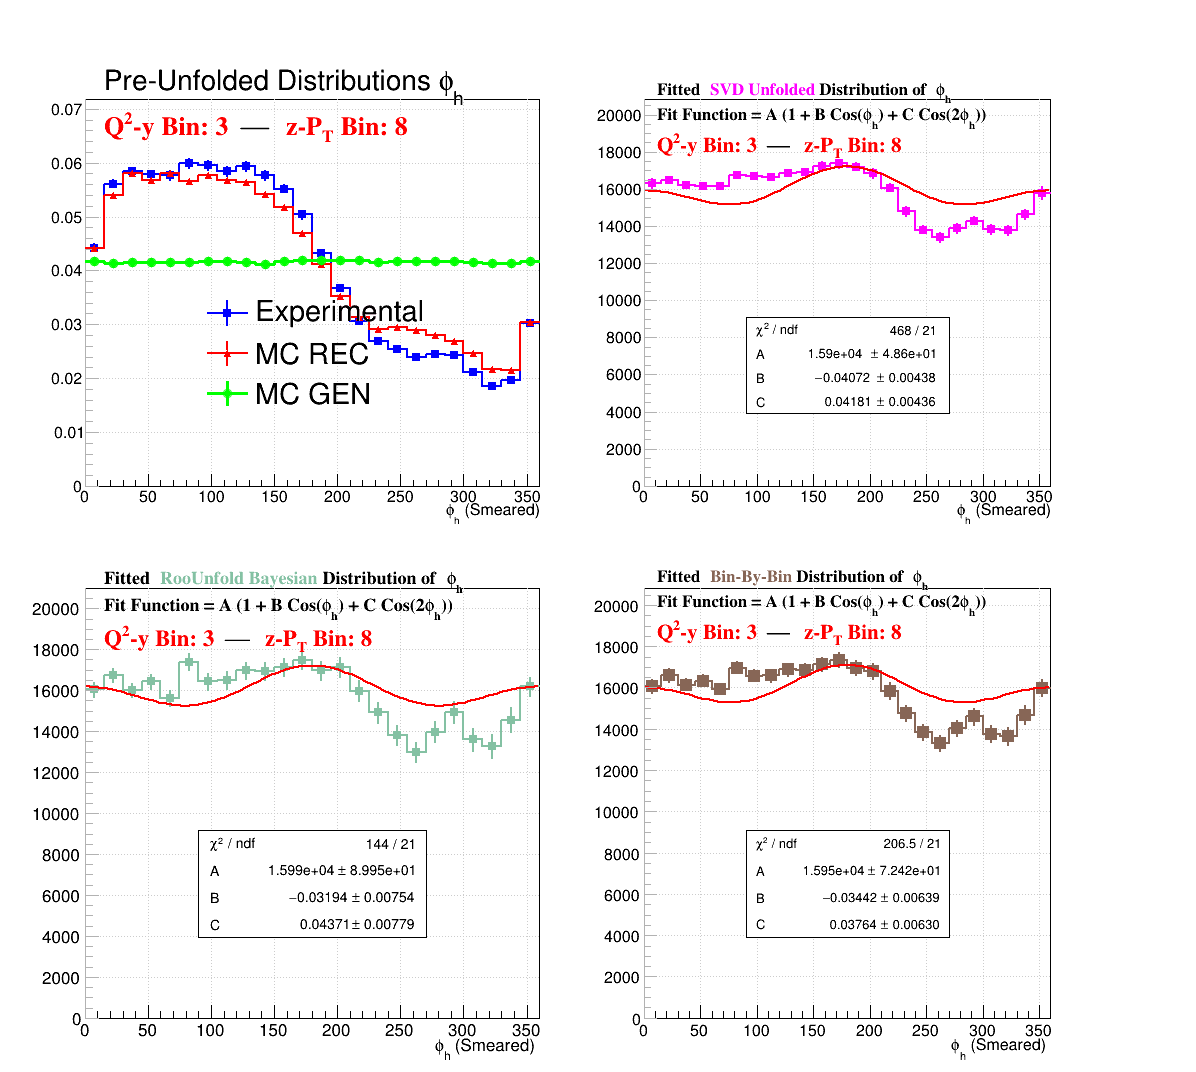 Pre-Unfolded Distributions ϕh
Q²-y Bin: 3 — z-PT Bin: 8
0.07
0.06
0.05
0.04
0.03
0.02
0.01
0
Experimental
MC REC
MC GEN
0 50 100 150 200 250 300 350
ϕh (Smeared)
Fitted SVD Unfolded Distribution of ϕh
Fit Function = A (1 + B Cos(ϕh) + C Cos(2ϕh))
Q²-y Bin: 3 — z-PT Bin: 8
20000
18000
16000
14000
12000
10000
8000
6000
4000
2000
0
χ² / ndf 468 / 21
A 1.59e+04 ± 4.86e+01
B −0.04072 ± 0.00438
C 0.04181 ± 0.00436
0 50 100 150 200 250 300 350
ϕh (Smeared)
Fitted RooUnfold Bayesian Distribution of ϕh
Fit Function = A (1 + B Cos(ϕh) + C Cos(2ϕh))
Q²-y Bin: 3 — z-PT Bin: 8
20000
18000
16000
14000
12000
10000
8000
6000
4000
2000
0
χ² / ndf 144 / 21
A 1.599e+04 ± 8.995e+01
B −0.03194 ± 0.00754
C 0.04371 ± 0.00779
0 50 100 150 200 250 300 350
ϕh (Smeared)
Fitted Bin-By-Bin Distribution of ϕh
Fit Function = A (1 + B Cos(ϕh) + C Cos(2ϕh))
Q²-y Bin: 3 — z-PT Bin: 8
20000
18000
16000
14000
12000
10000
8000
6000
4000
2000
0
χ² / ndf 206.5 / 21
A 1.595e+04 ± 7.242e+01
B −0.03442 ± 0.00639
C 0.03764 ± 0.00630
0 50 100 150 200 250 300 350
ϕh (Smeared)